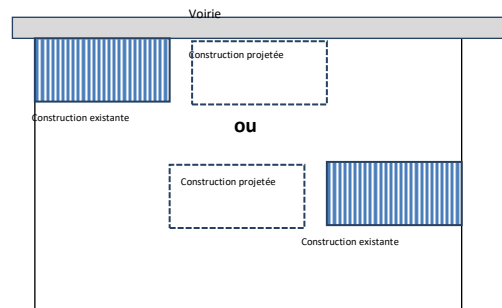 Voirie
Construction projetée
Construction existante
ou
Construction projetée
Construction existante